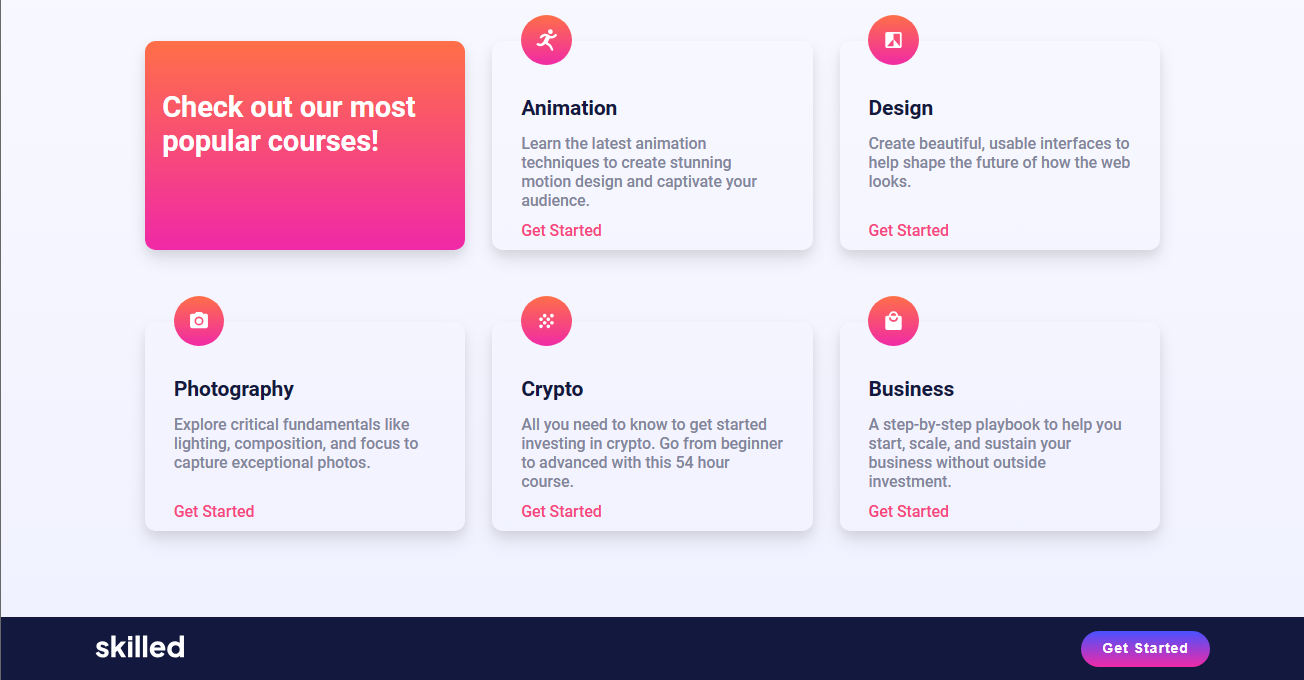 Check out our most
popular courses!
Animation
Learn the latest animation
techniques to create stunning
motion design and captivate your
audience.
Get Started
Design
Create beautiful, usable interfaces to
help shape the future of how the web
looks.
Get Started
Photography
Explore critical fundamentals like
lighting, composition, and focus to
capture exceptional photos.
Get Started
Crypto
All you need to know to get started
investing in crypto. Go from beginner
to advanced with this 54 hour
course.
Get Started
Business
A step-by-step playbook to help you
start, scale, and sustain your
business without outside
investment.
Get Started
skilled
Get Started